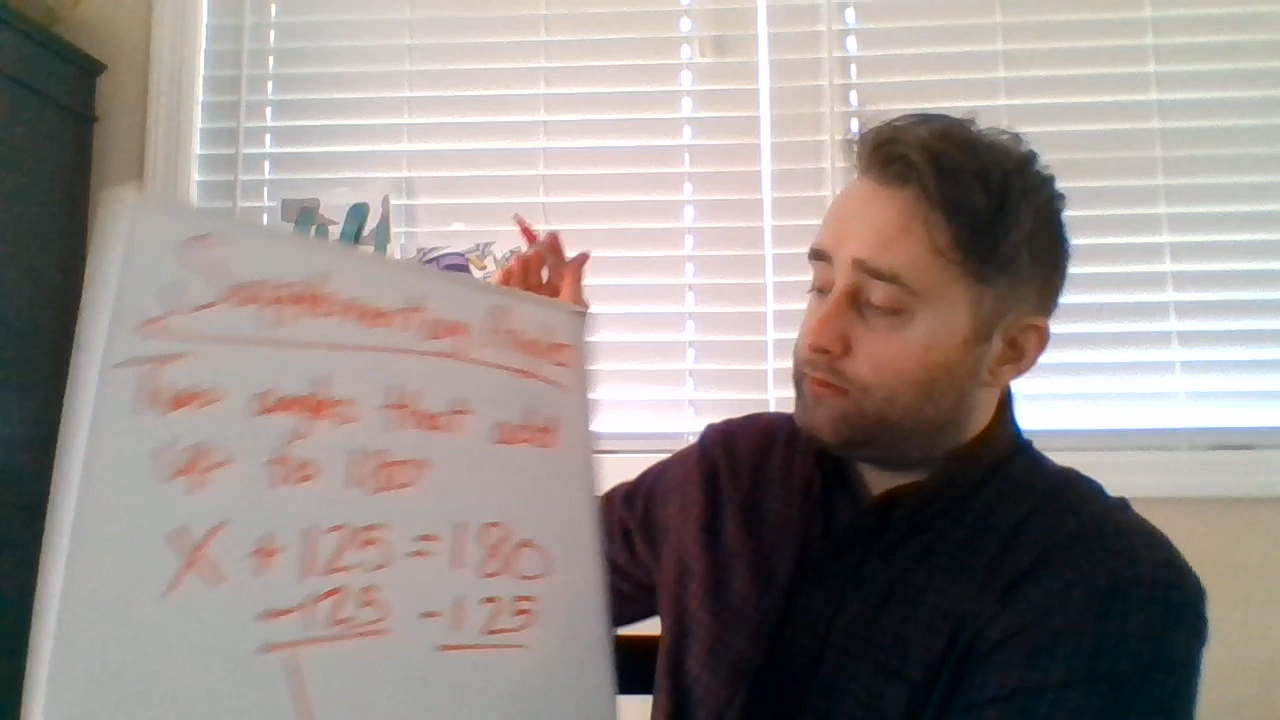 Supplementary Angles
Two angles that add
up to 180
X + 125 = 180
-125 -125